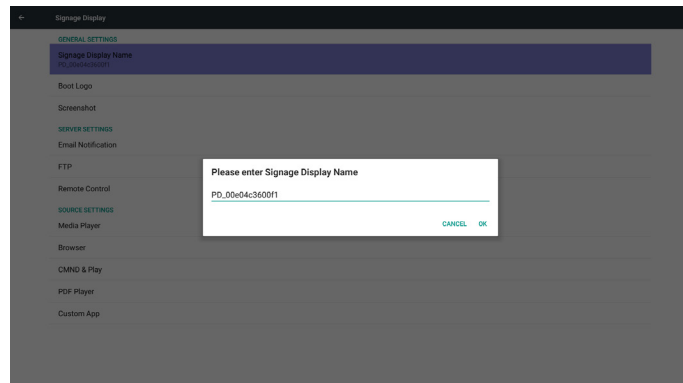 Signage Display
GENERAL SETTINGS
Signage Display Name
PD_00e04c3600f1
Boot Logo
Screenshot
SERVER SETTINGS
Email Notification
FTP
Remote Control
SOURCE SETTINGS
Media Player
Browser
CMND & Play
PDF Player
Custom App
Please enter Signage Display Name
PD_00e04c3600f1
CANCEL OK